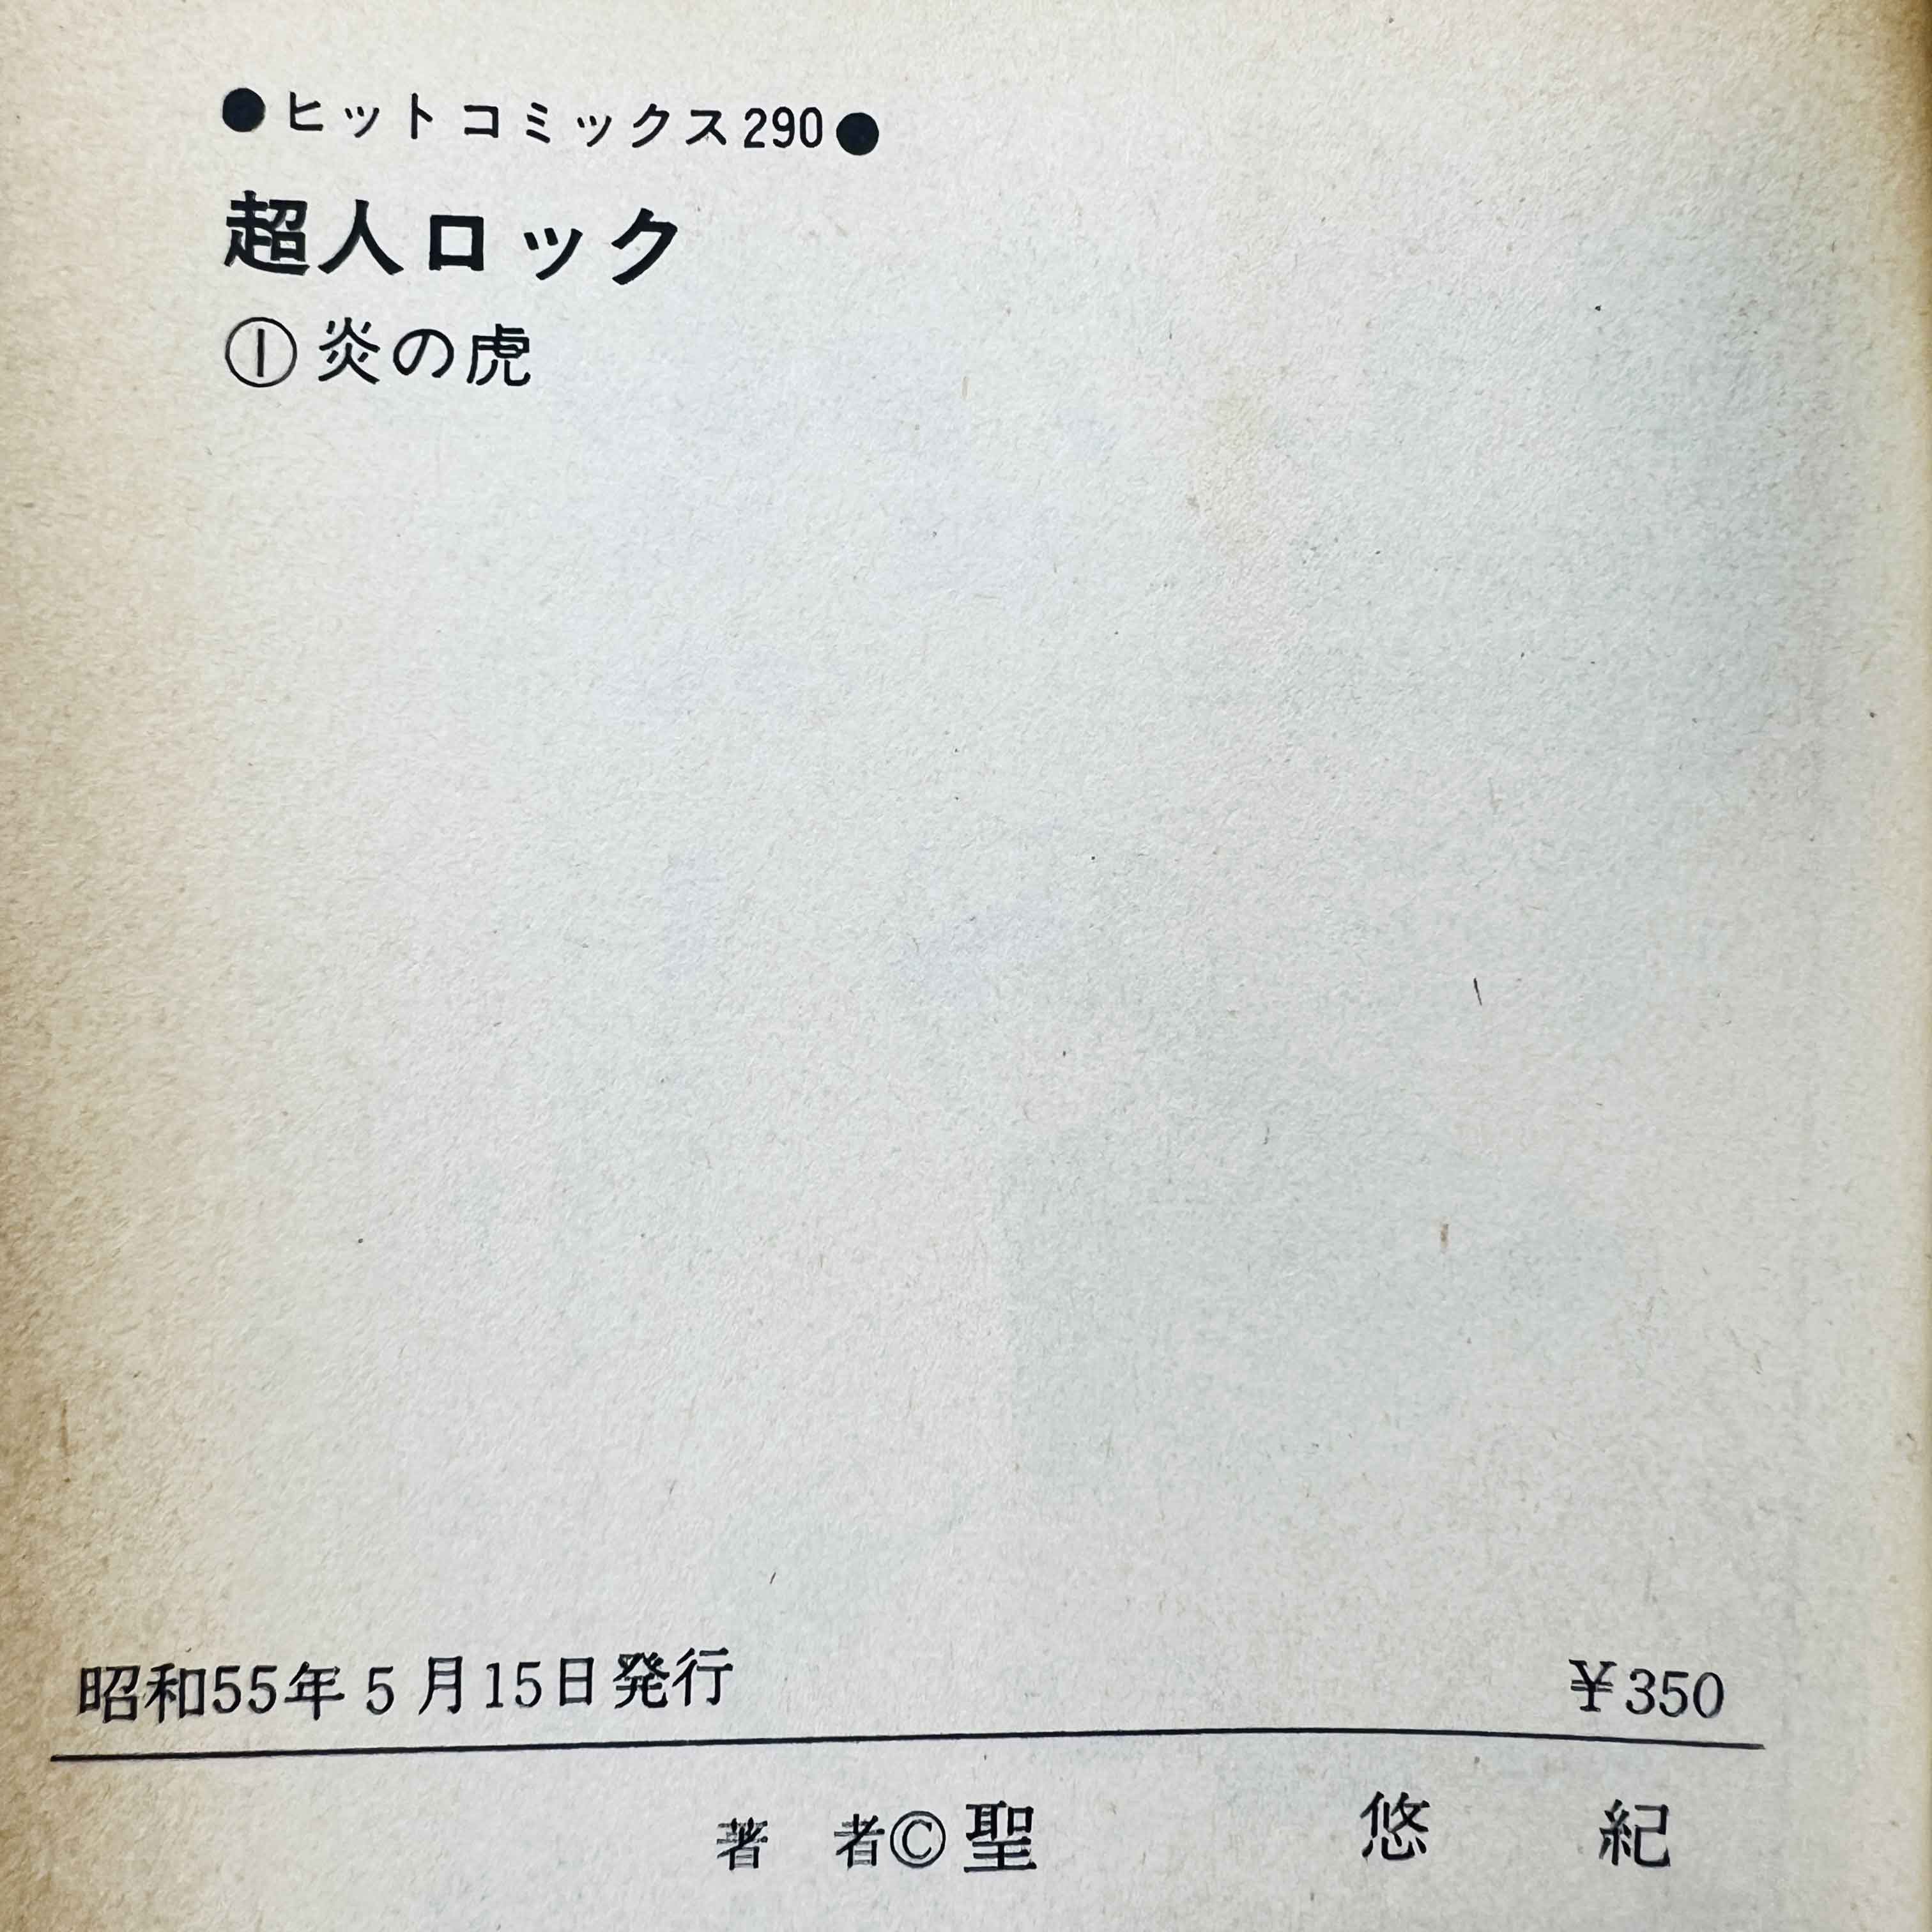 ●ヒットコミックス290●
超人ロック
①炎の虎
昭和55年5月15日発行 ¥350
著 者©聖 悠 紀